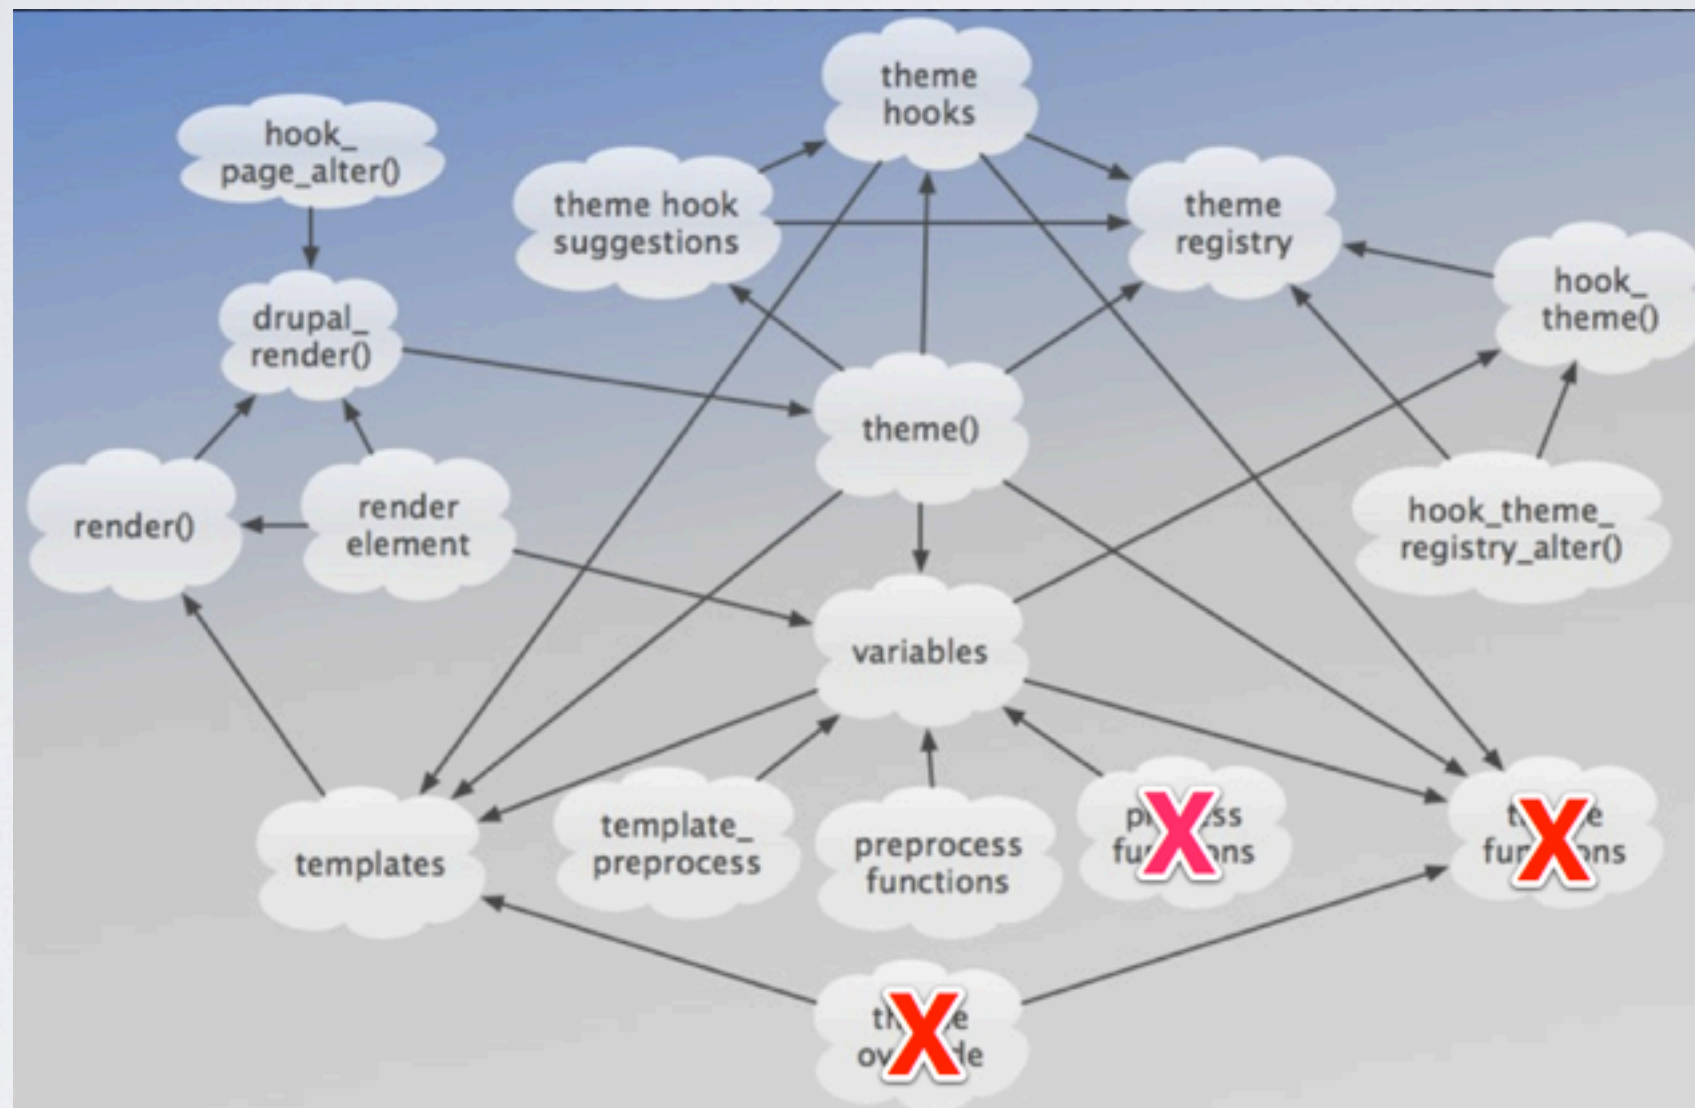 theme
hooks
hook_
page_alter()
theme hook
suggestions
theme
registry
hook_
theme()
drupal_
render()
theme()
render()
render
element
hook_theme_
registry_alter()
variables
templates
template_
preprocess
preprocess
functions
X
X
X